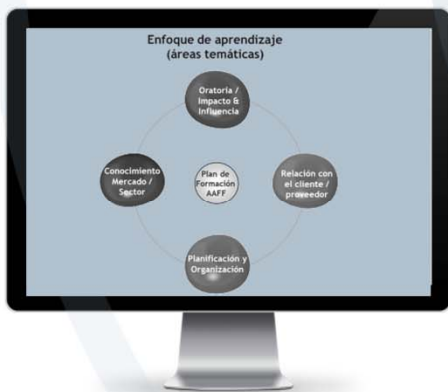 Enfoque de aprendizaje
(áreas temáticas)
Oratoria /
Impacto &
Influencia
Conocimiento
Mercado /
Sector
Plan de
Formación
AAFF
Relación con
el cliente /
proveedor
Planificación y
Organización